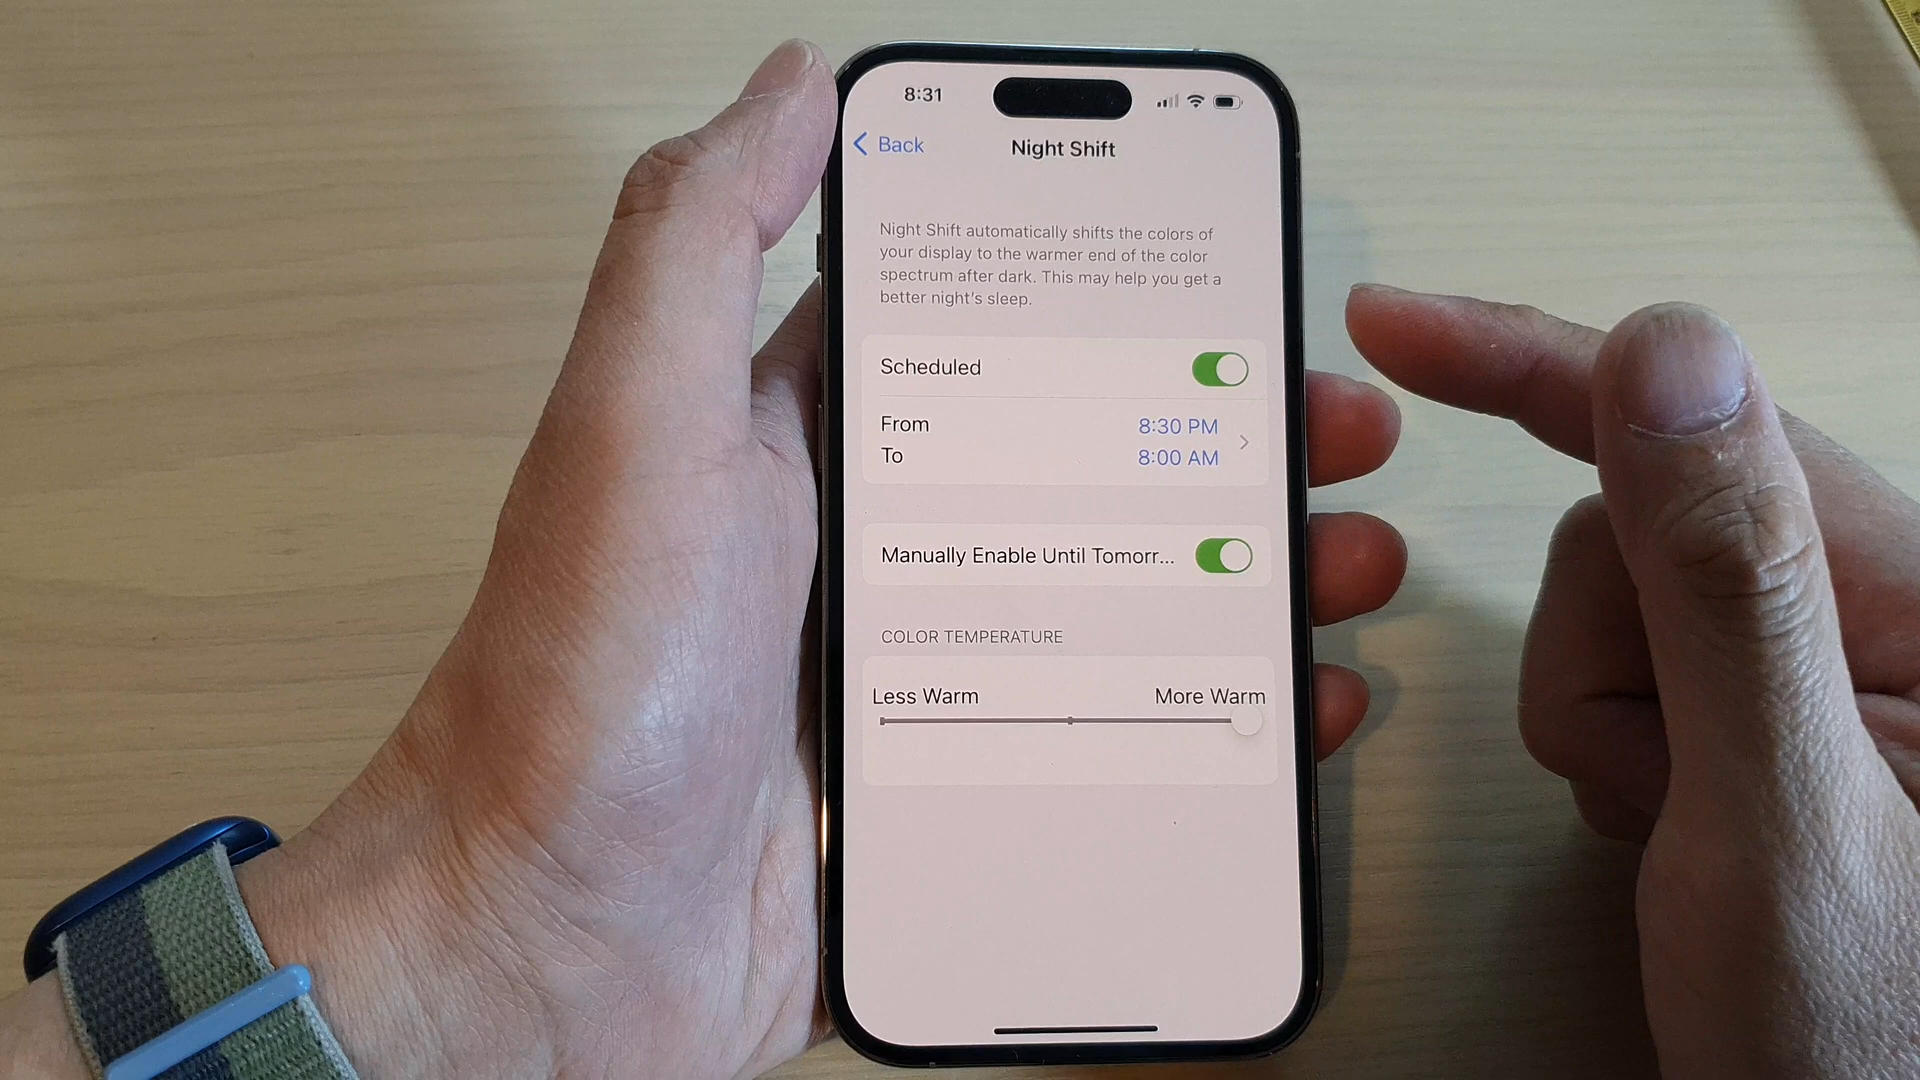 8:31
Back
Night Shift
Night Shift automatically shifts the colors of
your display to the warmer end of the color
spectrum after dark. This may help you get a
better night's sleep.
Scheduled
From
8:30 PM
To
8:00 AM
Manually Enable Until Tomorr...
COLOR TEMPERATURE
Less Warm
More Warm